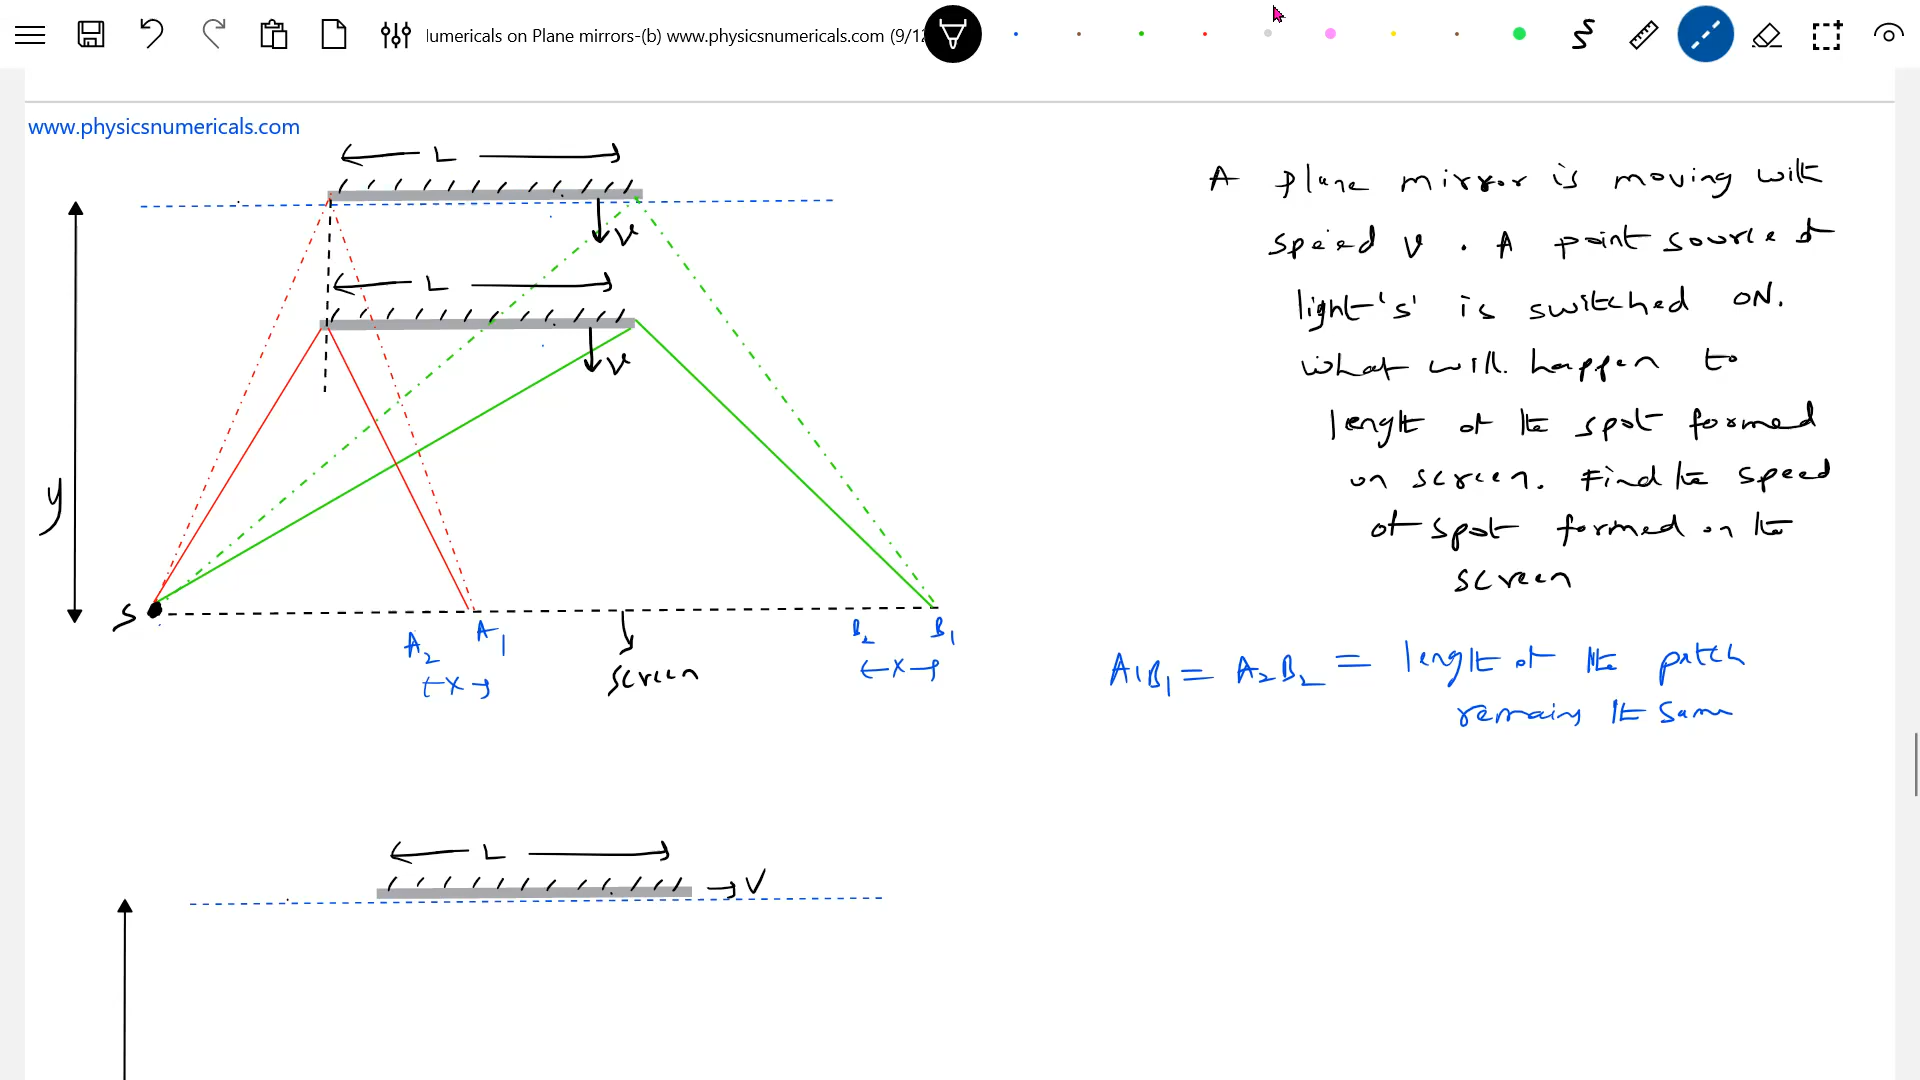 lumericals on Plane mirrors-(b) www.physicsnumericals.com (9/12
www.physicsnumericals.com
L
V
L
V
y
S
A2 A1
x
screen
B2 B1
x
A plane mirror is moving with
speed V . A point source of
light 's' is switched ON.
what will happen to
length of the spot formed
on screen. Find the speed
of spot formed on the
screen
A1B1 = A2B2 = length of the patch
remains the same
L
V